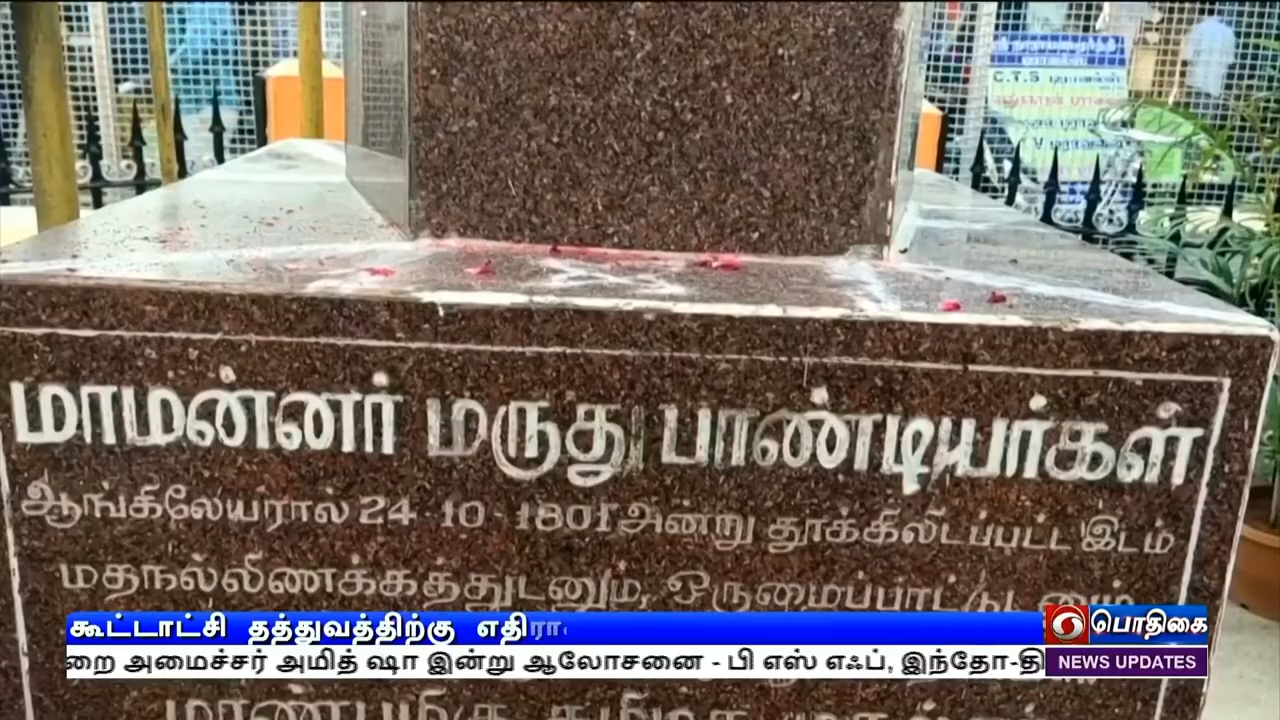 C.T.S
மாமன்னர் மருது பாண்டியர்கள்
ஆங்கிலேயரால் 24-10-1801 அன்று தூக்கிலிடப்பட்ட இடம்
மதநல்லிணக்கத்துடனும், ஒருமைப்பாட்டுடனும்
கூட்டாட்சி தத்துவத்திற்கு எதிரா
பொதிகை
றை அமைச்சர் அமித் ஷா இன்று ஆலோசனை - பி எஸ் எஃப், இந்தோ-தி
NEWS UPDATES